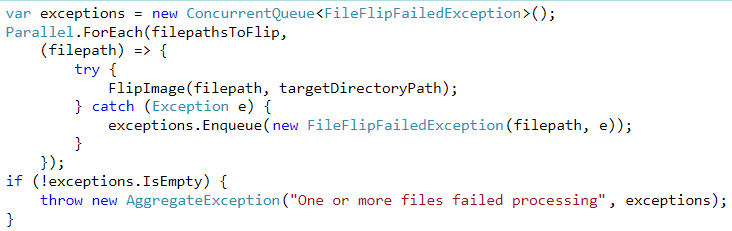 var exceptions = new ConcurrentQueue<FileFlipFailedException>();
Parallel.ForEach(filepathsToFlip,
    (filepath) => {
        try {
            FlipImage(filepath, targetDirectoryPath);
        } catch (Exception e) {
            exceptions.Enqueue(new FileFlipFailedException(filepath, e));
        }
    });
if (!exceptions.IsEmpty) {
    throw new AggregateException("One or more files failed processing", exceptions);
}